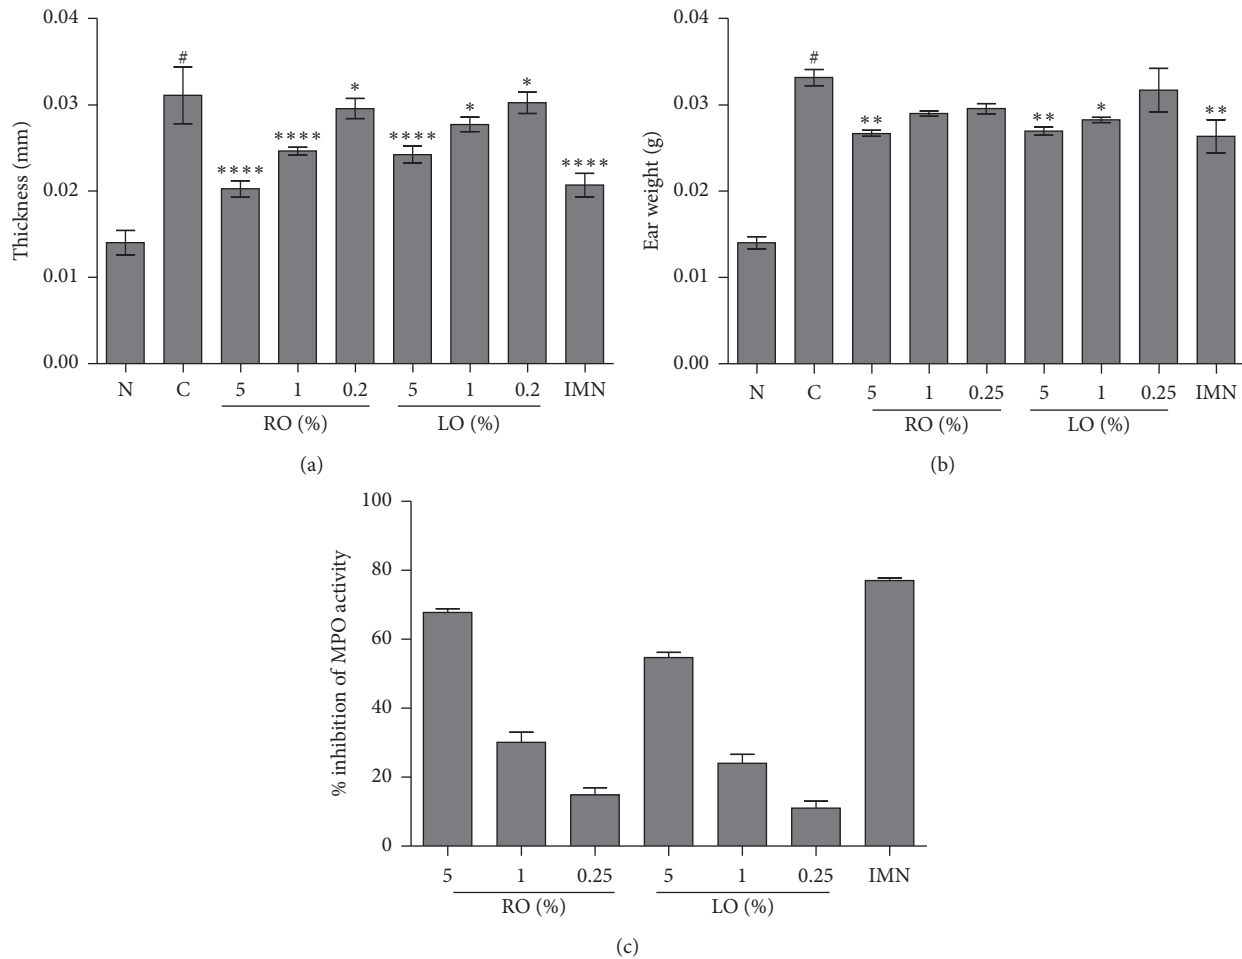 Thickness (mm)
0.04
0.03
0.02
0.01
0.00
#
****
****
*
****
*
*
****
N C 5 1 0.2 5 1 0.2 IMN
RO (%) LO (%)
(a)
Ear weight (g)
0.04
0.03
0.02
0.01
0.00
#
**
**
*
**
N C 5 1 0.25 5 1 0.25 IMN
RO (%) LO (%)
(b)
% inhibition of MPO activity
100
80
60
40
20
0
5 1 0.25 5 1 0.25 IMN
RO (%) LO (%)
(c)